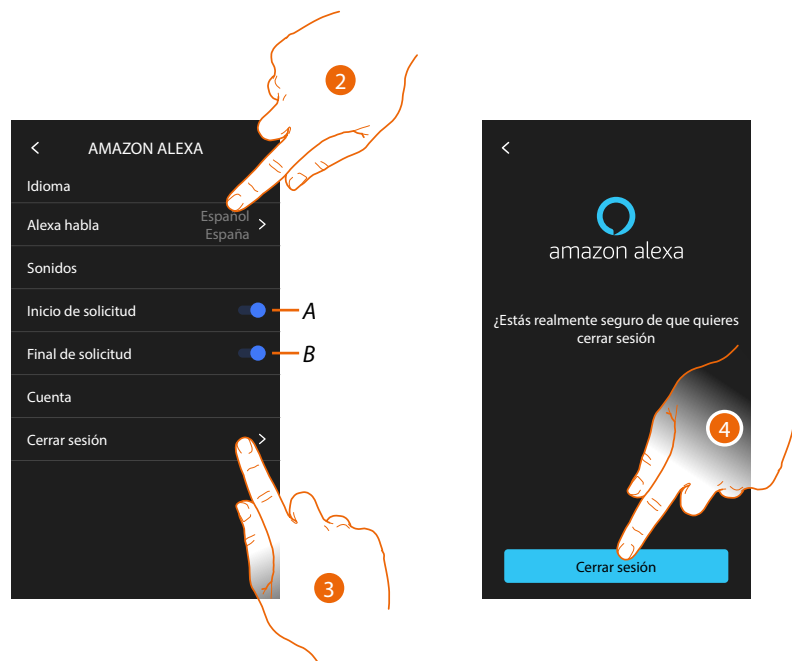 2
AMAZON ALEXA
Idioma
Alexa habla
Español
España
Sonidos
Inicio de solicitud
A
Final de solicitud
B
Cuenta
Cerrar sesión
3
amazon alexa
¿Estás realmente seguro de que quieres
cerrar sesión
4
Cerrar sesión